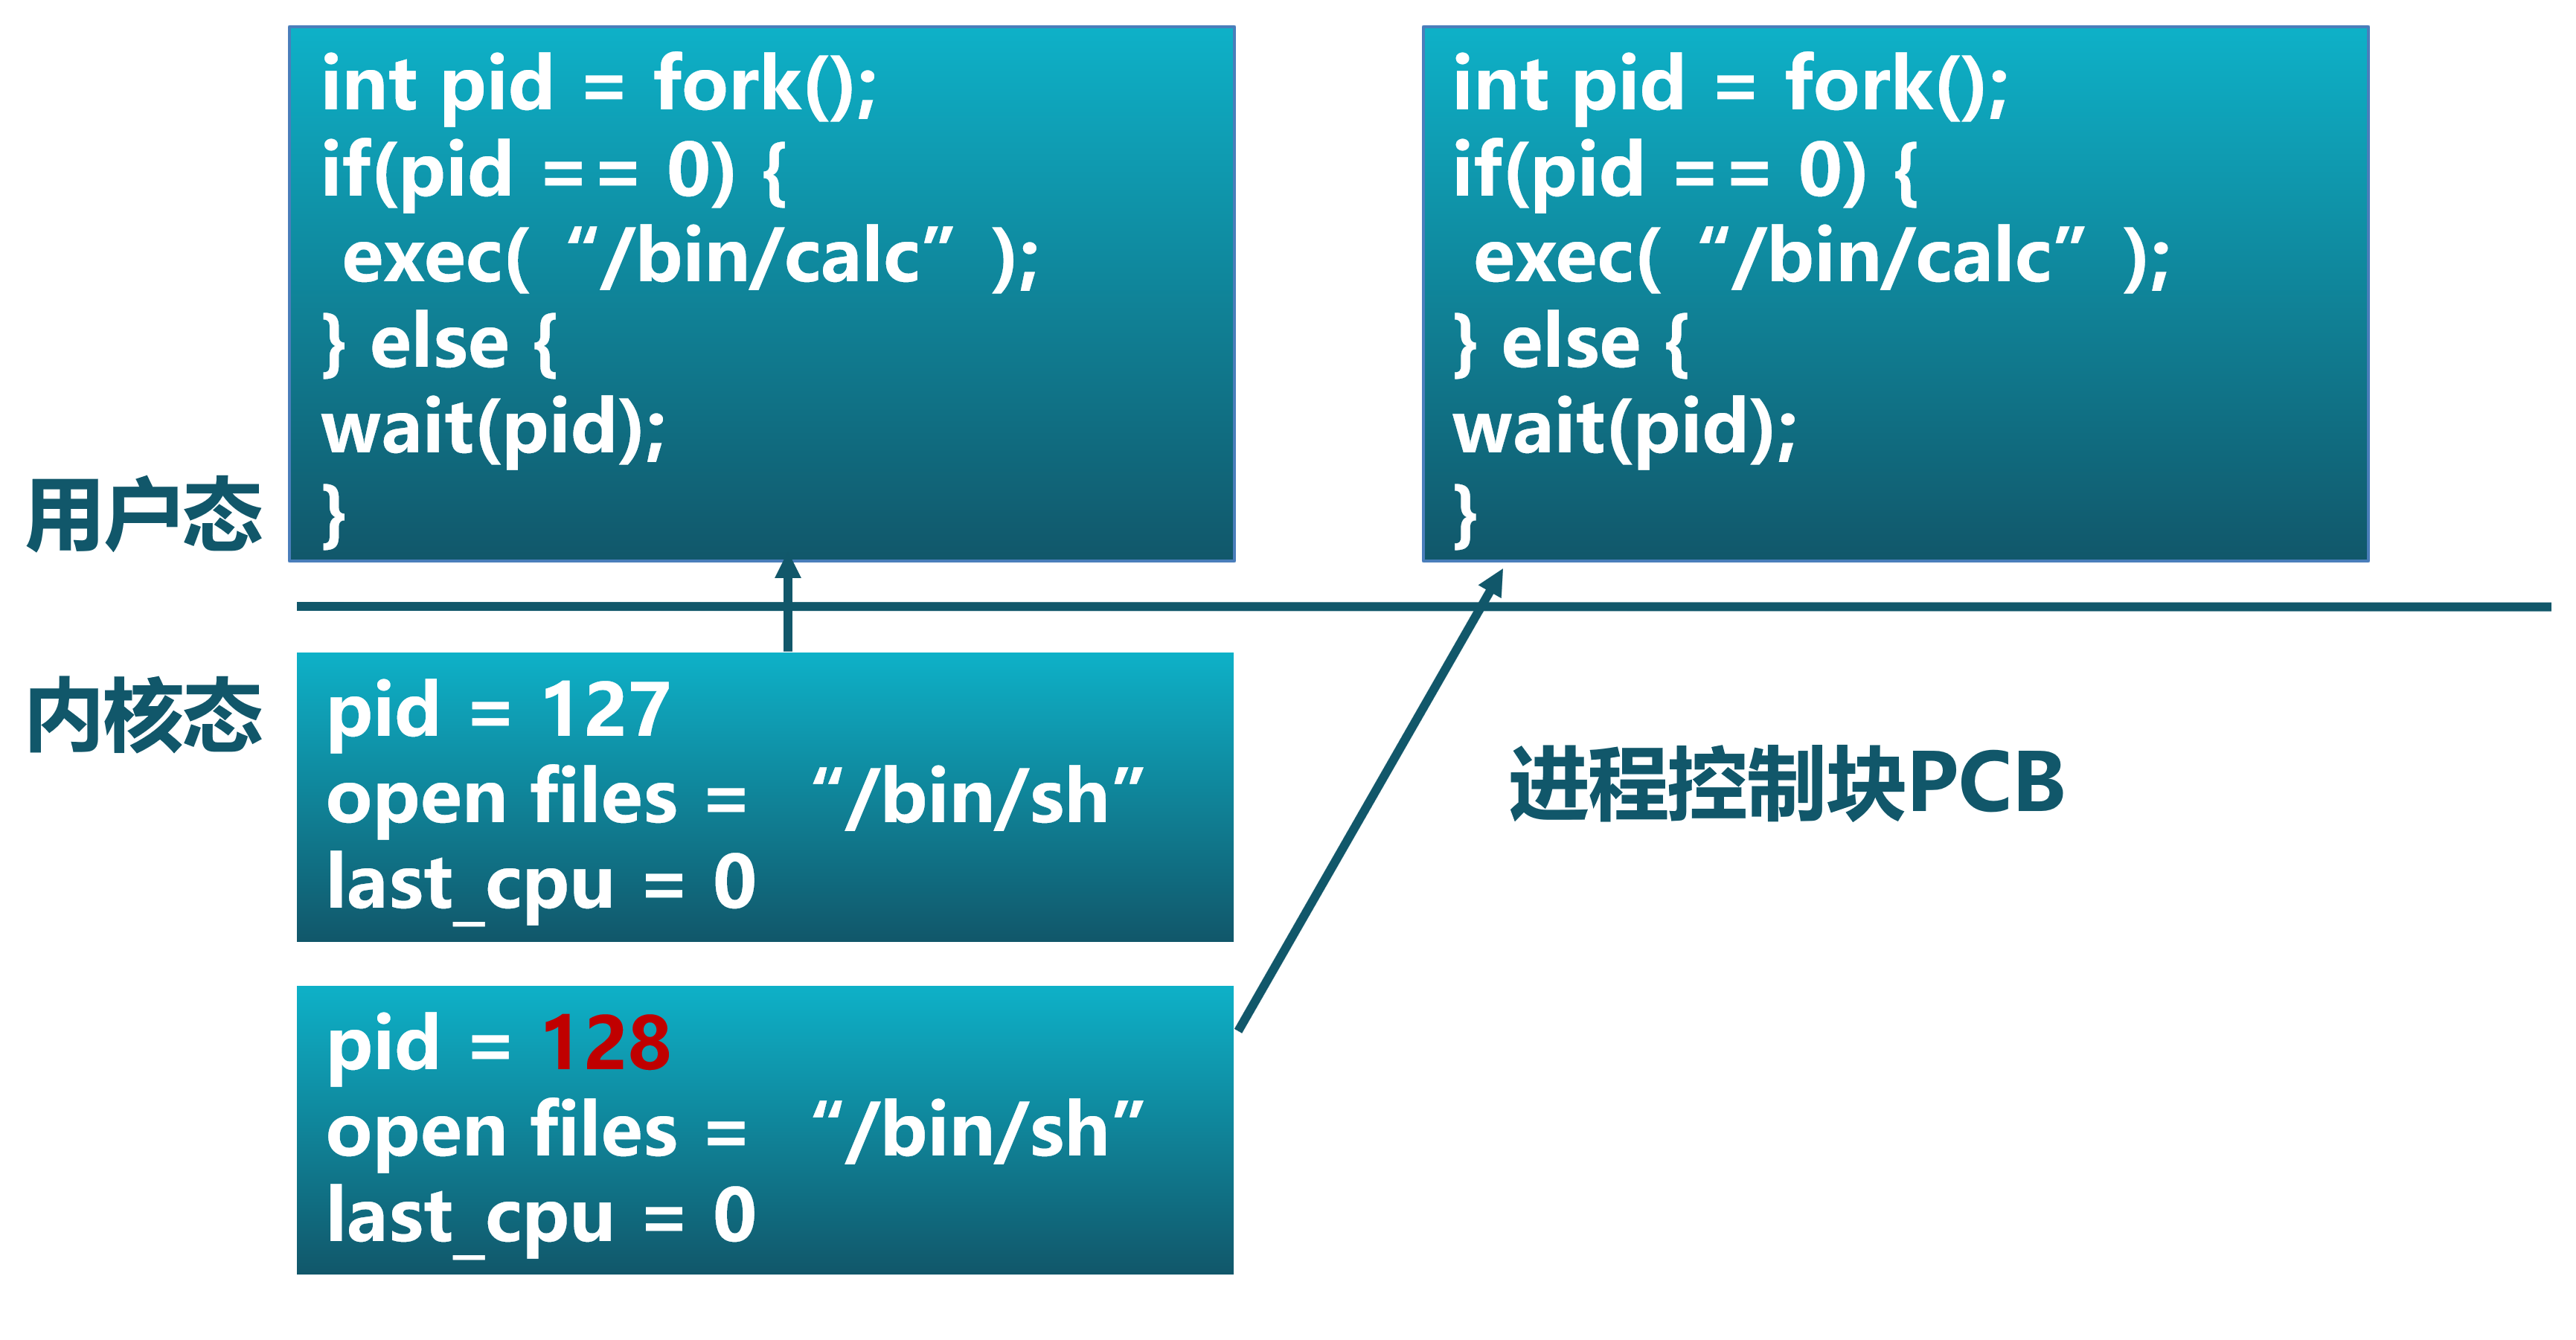 int pid = fork();
if(pid == 0) {
exec( “/bin/calc” );
} else {
wait(pid);
}
int pid = fork();
if(pid == 0) {
exec( “/bin/calc” );
} else {
wait(pid);
}
用户态
内核态
pid = 127
open files = “/bin/sh”
last_cpu = 0
进程控制块PCB
pid = 128
open files = “/bin/sh”
last_cpu = 0